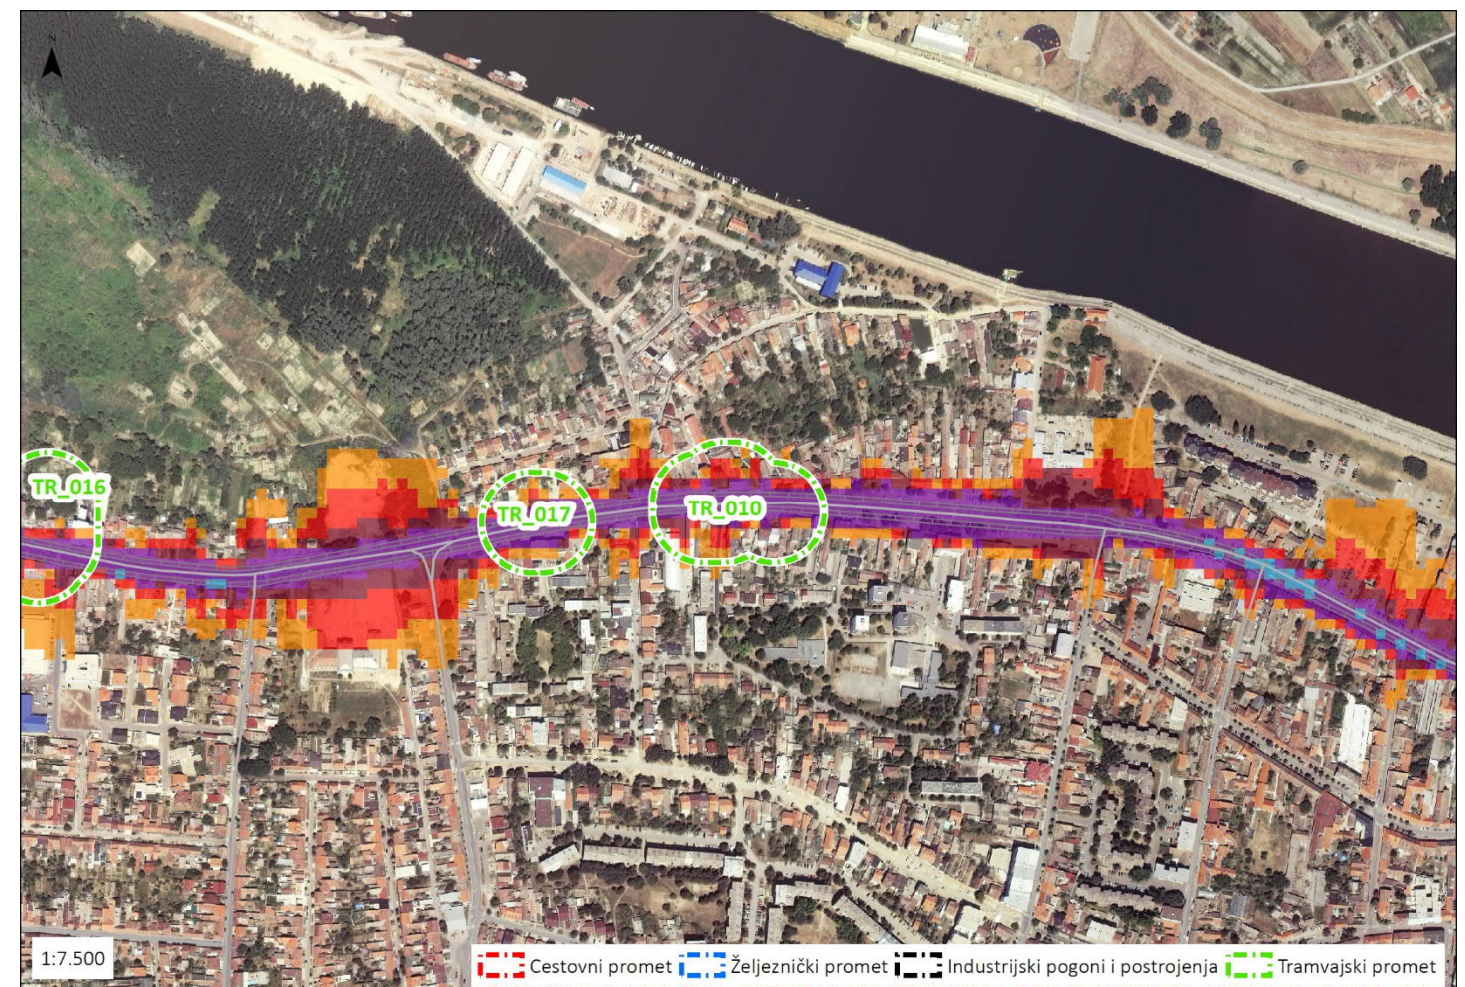 N
TR_016
TR_017
TR_010
1:7.500
Cestovni promet Željeznički promet Industrijski pogoni i postrojenja Tramvajski promet